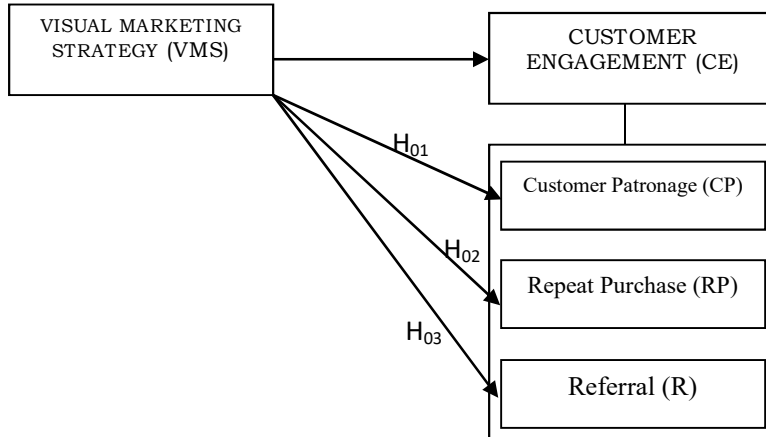 VISUAL MARKETING
STRATEGY (VMS)
CUSTOMER
ENGAGEMENT (CE)
H01
Customer Patronage (CP)
H02
Repeat Purchase (RP)
H03
Referral (R)